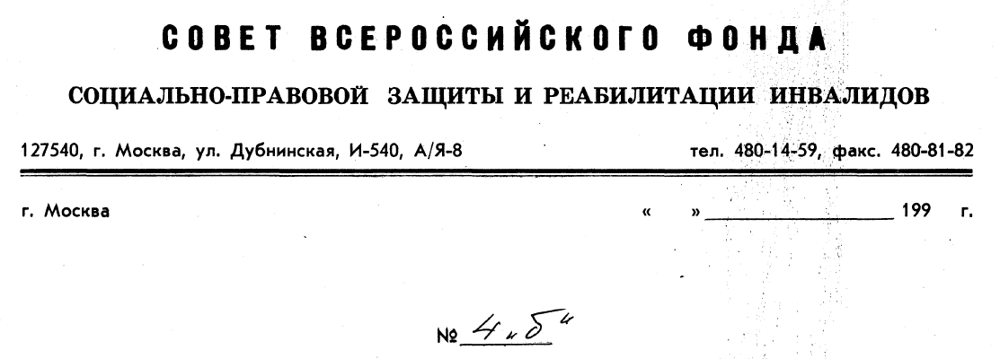 СОВЕТ ВСЕРОССИЙСКОГО ФОНДА
СОЦИАЛЬНО-ПРАВОВОЙ ЗАЩИТЫ И РЕАБИЛИТАЦИИ ИНВАЛИДОВ
127540, г. Москва, ул. Дубнинская, И-540, А/Я-8 тел. 480-14-59, факс. 480-81-82
г. Москва « » ____________ 199 г.
№ 4 „б“